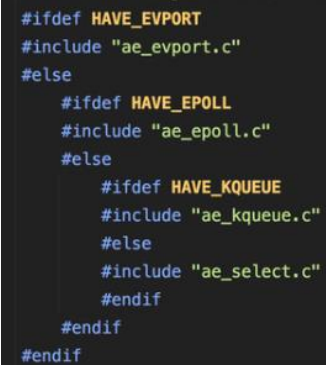 #ifdef HAVE_EVPORT
#include "ae_evport.c"
#else
    #ifdef HAVE_EPOLL
    #include "ae_epoll.c"
    #else
        #ifdef HAVE_KQUEUE
        #include "ae_kqueue.c"
        #else
        #include "ae_select.c"
        #endif
    #endif
#endif